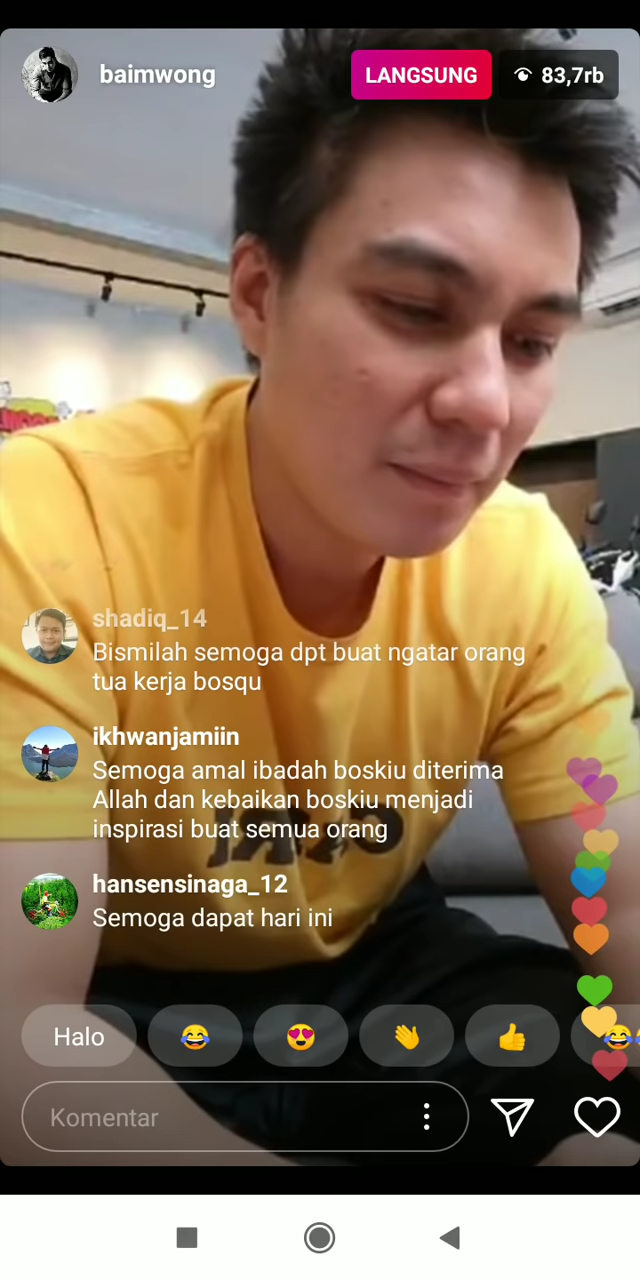 baimwong
LANGSUNG
83,7rb
shadiq_14
Bismilah semoga dpt buat ngatar orang
tua kerja bosqu
ikhwanjamiin
Semoga amal ibadah boskiu diterima
Allah dan kebaikan boskiu menjadi
inspirasi buat semua orang
hansensinaga_12
Semoga dapat hari ini
Halo
Komentar